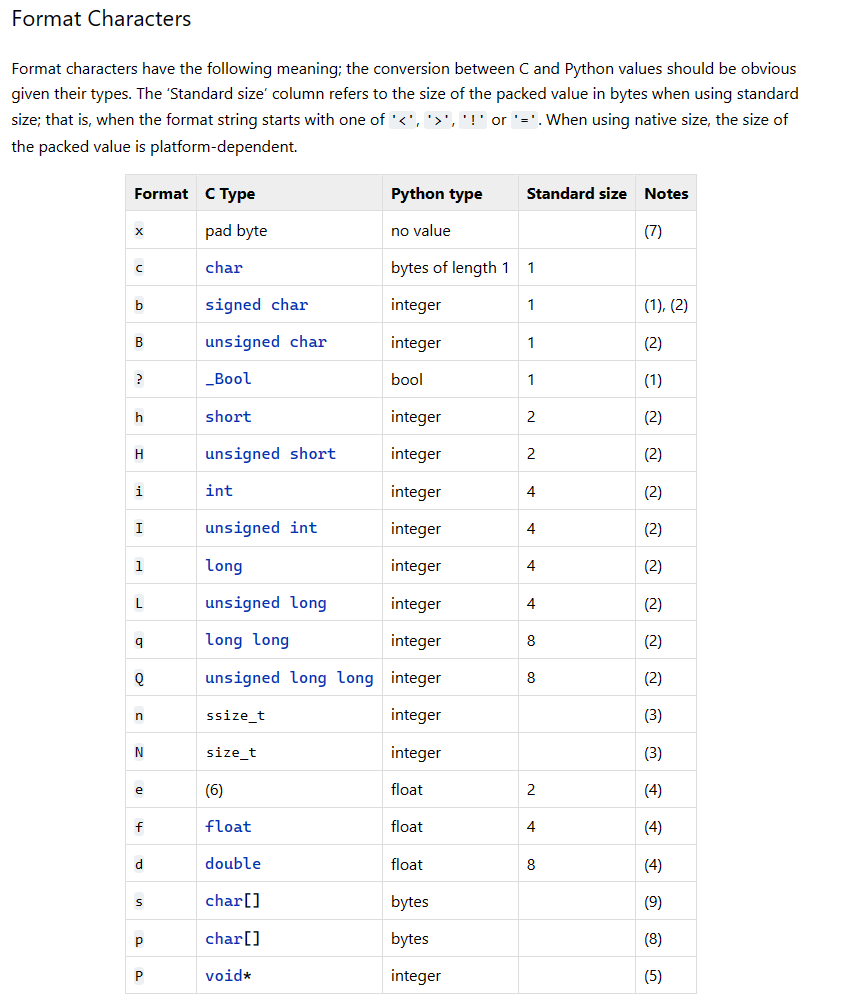 Format Characters
Format characters have the following meaning; the conversion between C and Python values should be obvious
given their types. The ‘Standard size’ column refers to the size of the packed value in bytes when using standard
size; that is, when the format string starts with one of '<', '>', '!' or '='. When using native size, the size of
the packed value is platform-dependent.
Format C Type Python type Standard size Notes
x pad byte no value (7)
c char bytes of length 1 1
b signed char integer 1 (1), (2)
B unsigned char integer 1 (2)
? _Bool bool 1 (1)
h short integer 2 (2)
H unsigned short integer 2 (2)
i int integer 4 (2)
I unsigned int integer 4 (2)
l long integer 4 (2)
L unsigned long integer 4 (2)
q long long integer 8 (2)
Q unsigned long long integer 8 (2)
n ssize_t integer (3)
N size_t integer (3)
e (6) float 2 (4)
f float float 4 (4)
d double float 8 (4)
s char[] bytes (9)
p char[] bytes (8)
P void* integer (5)